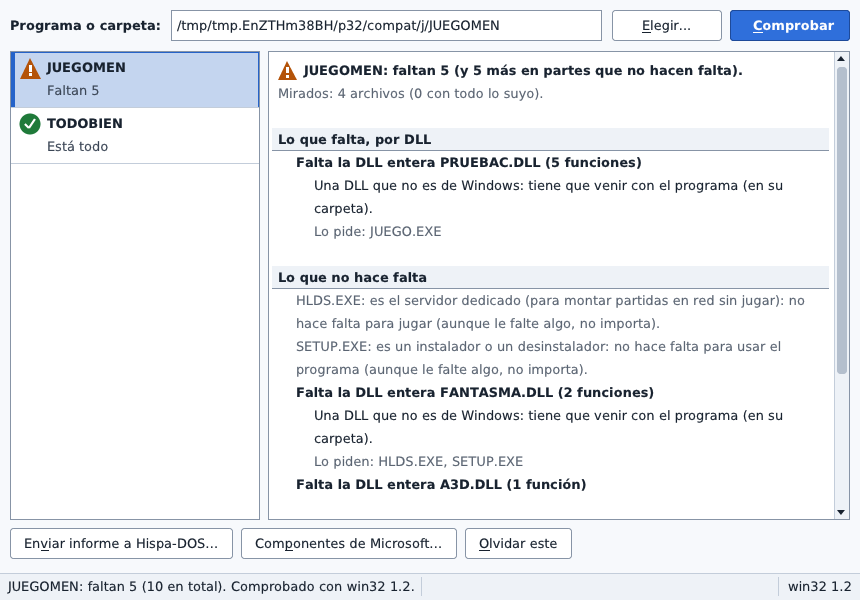 Programa o carpeta:
/tmp/tmp.EnZTHm38BH/p32/compat/j/JUEGOMEN
Elegir...
Comprobar
JUEGOMEN
Faltan 5
TODOBIEN
Está todo
JUEGOMEN: faltan 5 (y 5 más en partes que no hacen falta).
Mirados: 4 archivos (0 con todo lo suyo).
Lo que falta, por DLL
Falta la DLL entera PRUEBAC.DLL (5 funciones)
Una DLL que no es de Windows: tiene que venir con el programa (en su
carpeta).
Lo pide: JUEGO.EXE
Lo que no hace falta
HLDS.EXE: es el servidor dedicado (para montar partidas en red sin jugar): no
hace falta para jugar (aunque le falte algo, no importa).
SETUP.EXE: es un instalador o un desinstalador: no hace falta para usar el
programa (aunque le falte algo, no importa).
Falta la DLL entera FANTASMA.DLL (2 funciones)
Una DLL que no es de Windows: tiene que venir con el programa (en su
carpeta).
Lo piden: HLDS.EXE, SETUP.EXE
Falta la DLL entera A3D.DLL (1 función)
Enviar informe a Hispa-DOS...
Componentes de Microsoft...
Olvidar este
JUEGOMEN: faltan 5 (10 en total). Comprobado con win32 1.2.
win32 1.2